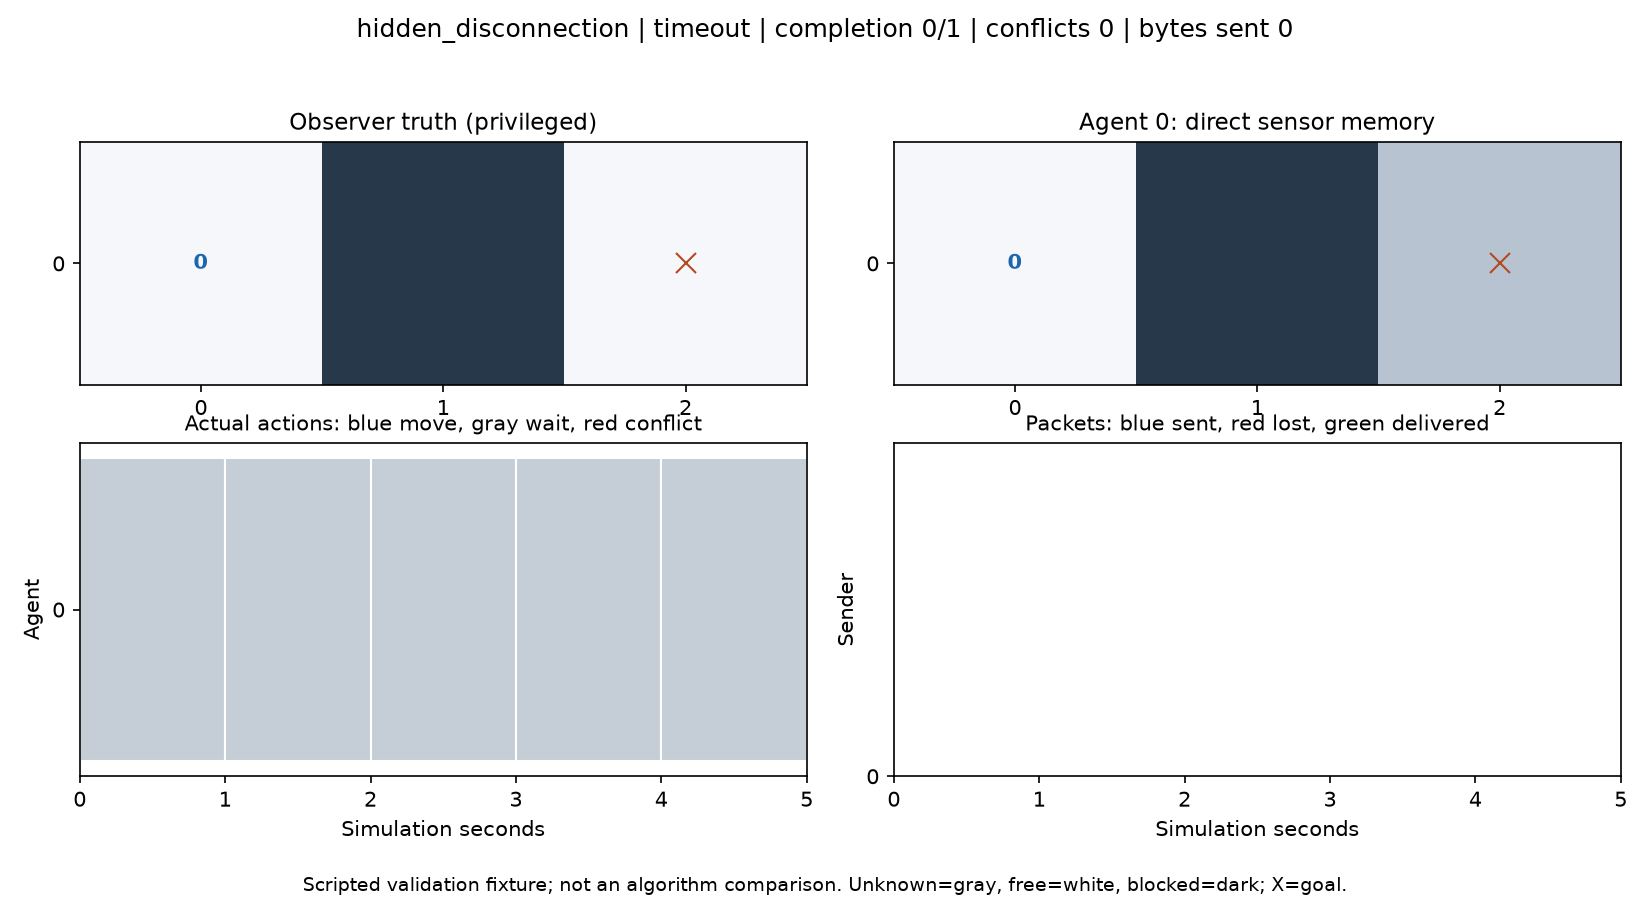 hidden_disconnection | timeout | completion 0/1 | conflicts 0 | bytes sent 0
Observer truth (privileged)
0
0
0 1 2
Agent 0: direct sensor memory
0
0
0 1 2
Actual actions: blue move, gray wait, red conflict
Agent
0
0 1 2 3 4 5
Simulation seconds
Packets: blue sent, red lost, green delivered
Sender
0
0 1 2 3 4 5
Simulation seconds
Scripted validation fixture; not an algorithm comparison. Unknown=gray, free=white, blocked=dark; X=goal.